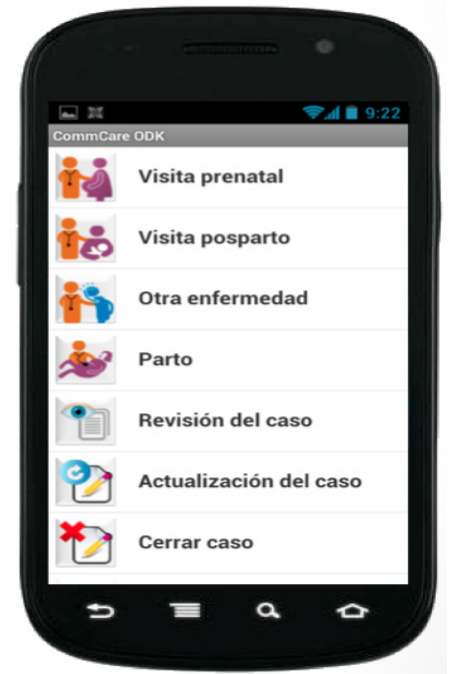 9:22
CommCare ODK
Visita prenatal
Visita posparto
Otra enfermedad
Parto
Revisión del caso
Actualización del caso
Cerrar caso